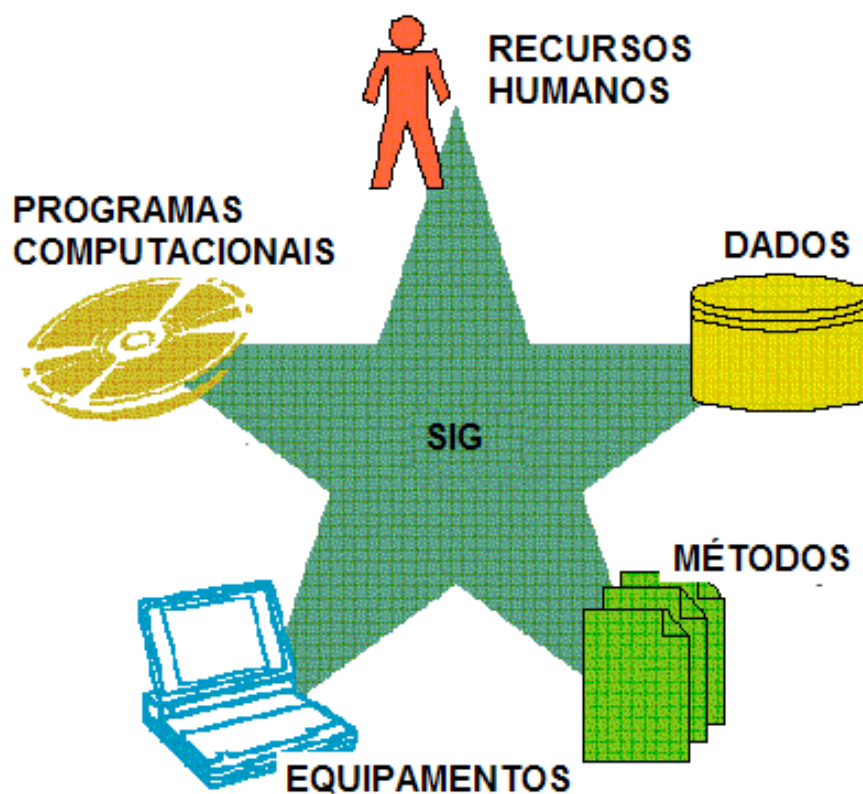 RECURSOS
HUMANOS
PROGRAMAS
COMPUTACIONAIS
DADOS
SIG
MÉTODOS
EQUIPAMENTOS